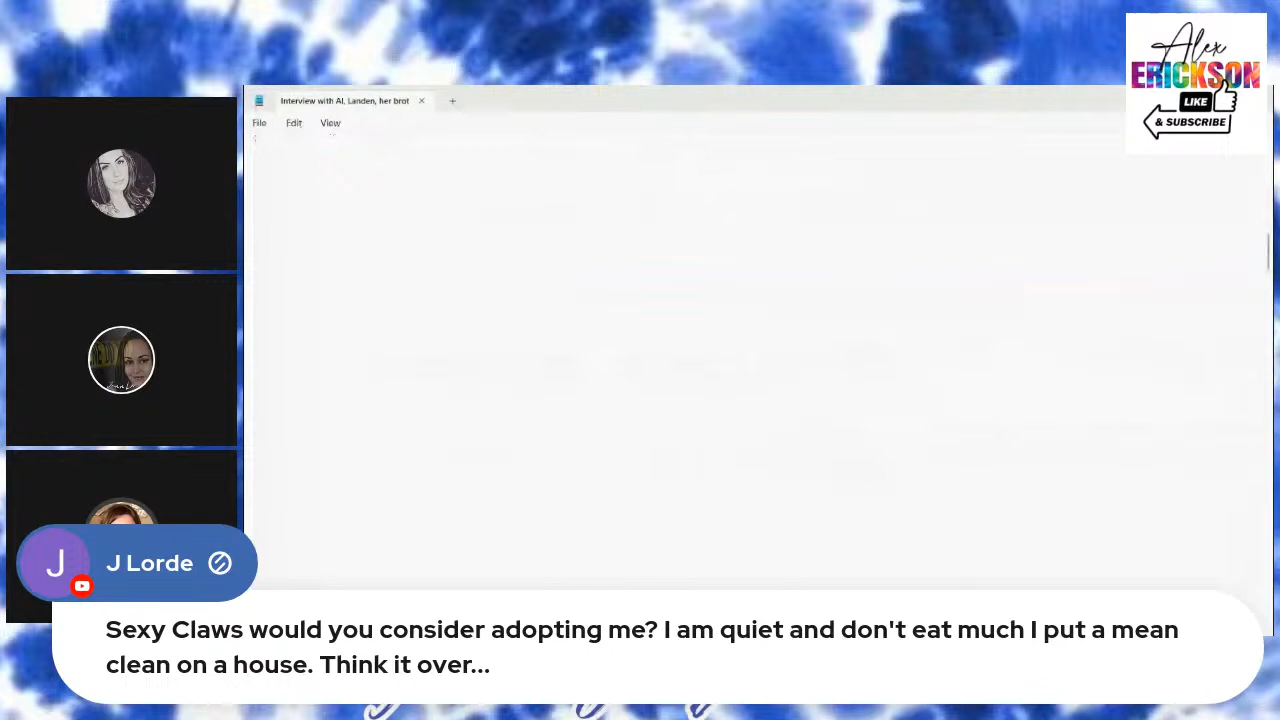 Alex
ERICKSON
LIKE
& SUBSCRIBE
Interview with AI, Landen, her brot
File Edit View
J
J Lorde
Sexy Claws would you consider adopting me? I am quiet and don't eat much I put a mean
clean on a house. Think it over...